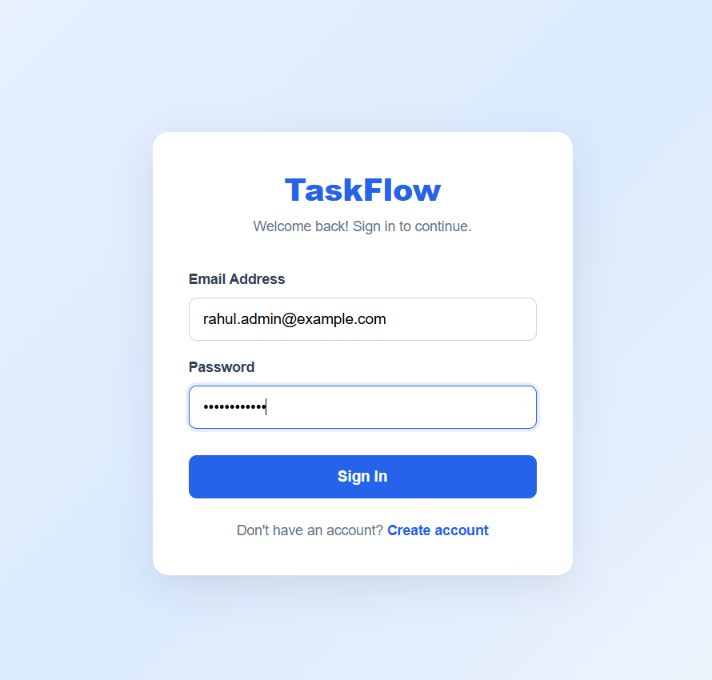 TaskFlow
Welcome back! Sign in to continue.
Email Address
rahul.admin@example.com
Password
••••••••••••
Sign In
Don't have an account? Create account